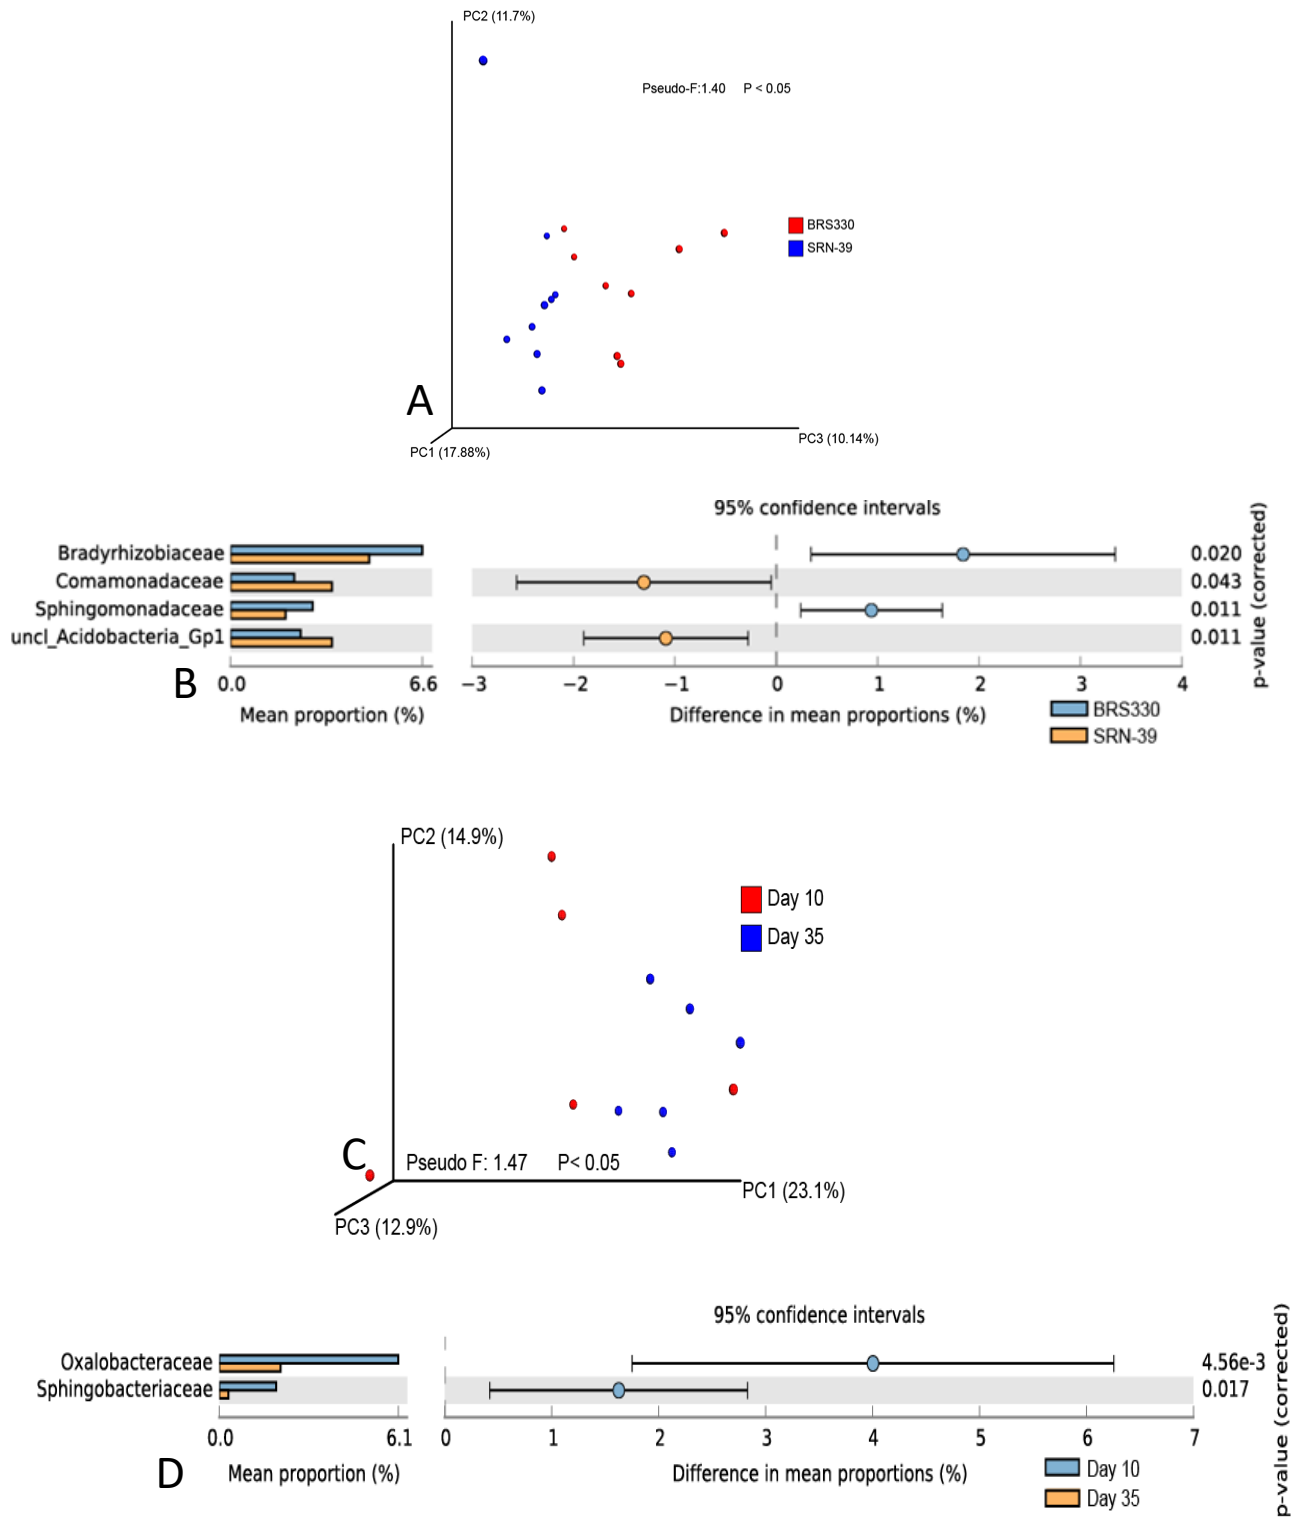 PC2 (11.7%)
Pseudo-F:1.40 P < 0.05
BRS330
SRN-39
A
PC3 (10.14%)
PC1 (17.88%)
95% confidence intervals
Bradyrhizobiaceae 0.020
Comamonadaceae 0.043
Sphingomonadaceae 0.011
uncl_Acidobacteria_Gp1 0.011
p-value (corrected)
B
0.0 6.6 −3 −2 −1 0 1 2 3 4
Mean proportion (%) Difference in mean proportions (%)
BRS330
SRN-39
PC2 (14.9%)
Day 10
Day 35
C
Pseudo F: 1.47 P< 0.05
PC1 (23.1%)
PC3 (12.9%)
95% confidence intervals
Oxalobacteraceae 4.56e-3
Sphingobacteriaceae 0.017
p-value (corrected)
0.0 6.1 0 1 2 3 4 5 6 7
D
Mean proportion (%) Difference in mean proportions (%)
Day 10
Day 35